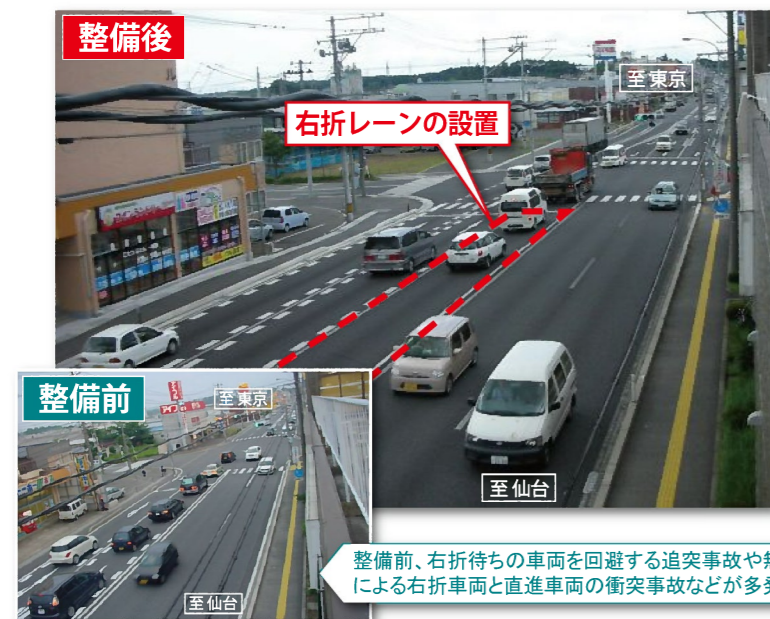 整備後
至東京
右折レーンの設置
至仙台
整備前
至東京
至仙台
整備前、右折待ちの車両を回避する追突事故や
による右折車両と直進車両の衝突事故などが多